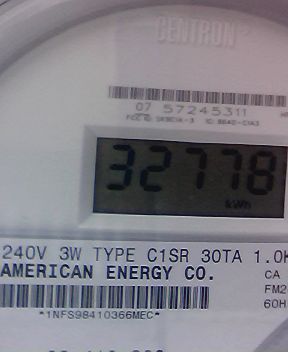 CENTRON
07 57245311
32778
kWh
240V 3W TYPE C1SR 30TA 1.0K
AMERICAN ENERGY CO.
CA
FM2
60H
*1NFS98410366MEC*